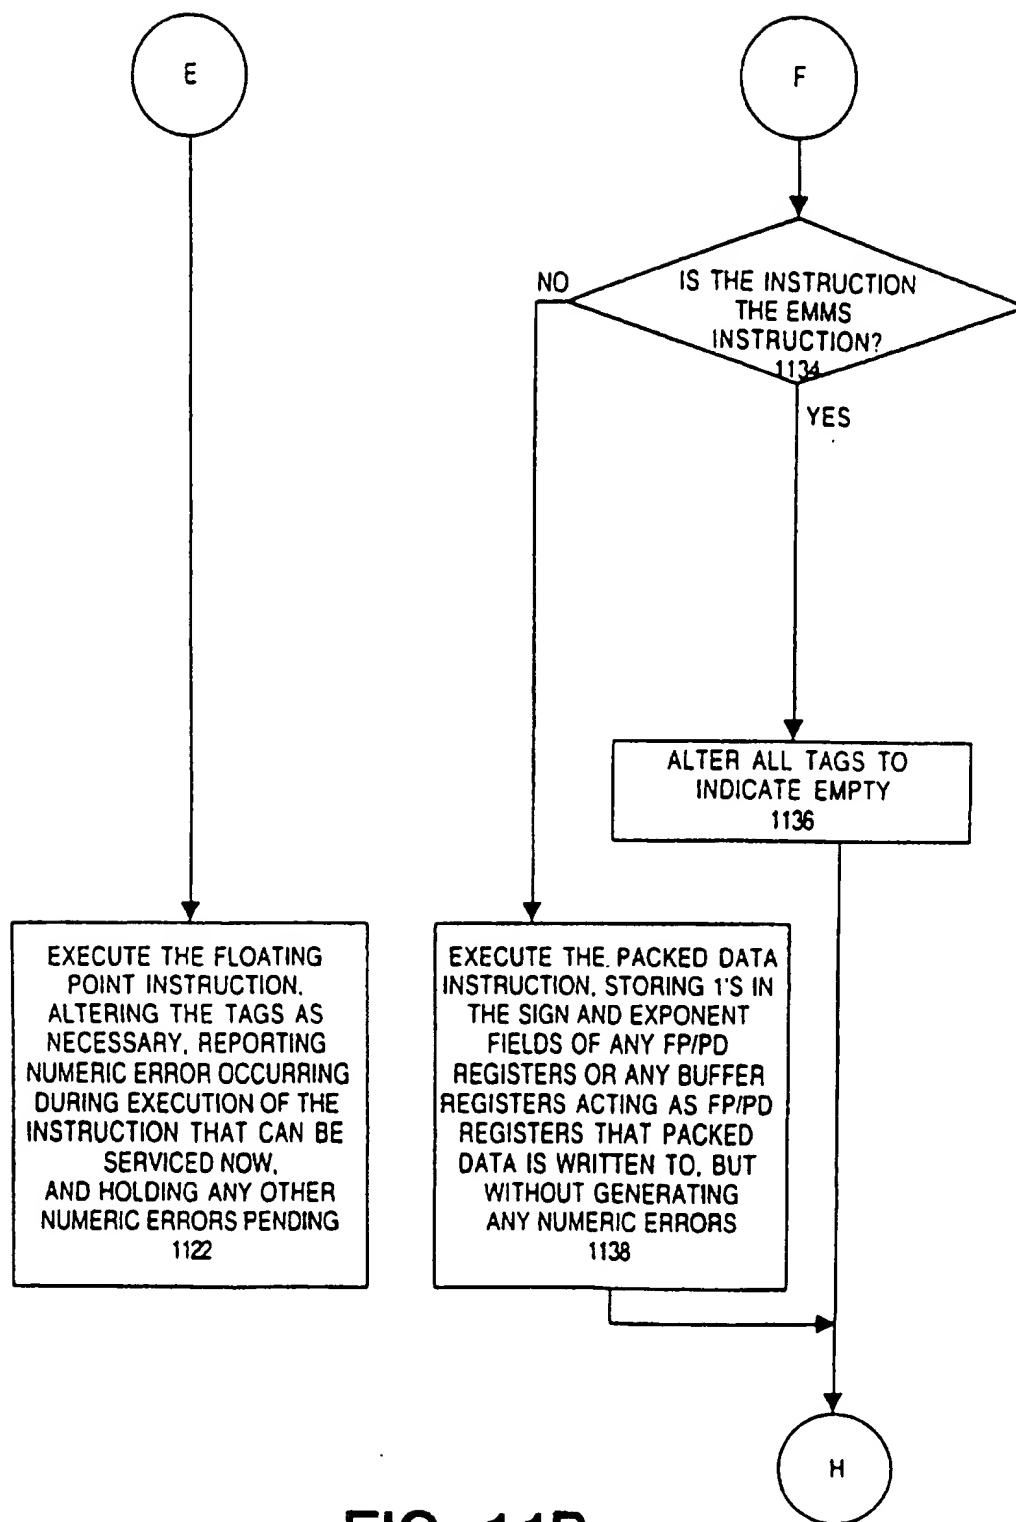 E
F
NO
IS THE INSTRUCTION
THE EMMS
INSTRUCTION?
1134
YES
ALTER ALL TAGS TO
INDICATE EMPTY
1136
EXECUTE THE FLOATING
POINT INSTRUCTION,
ALTERING THE TAGS AS
NECESSARY, REPORTING
NUMERIC ERROR OCCURRING
DURING EXECUTION OF THE
INSTRUCTION THAT CAN BE
SERVICED NOW,
AND HOLDING ANY OTHER
NUMERIC ERRORS PENDING
1122
EXECUTE THE. PACKED DATA
INSTRUCTION, STORING 1'S IN
THE SIGN AND EXPONENT
FIELDS OF ANY FP/PD
REGISTERS OR ANY BUFFER
REGISTERS ACTING AS FP/PD
REGISTERS THAT PACKED
DATA IS WRITTEN TO, BUT
WITHOUT GENERATING
ANY NUMERIC ERRORS
1138
H